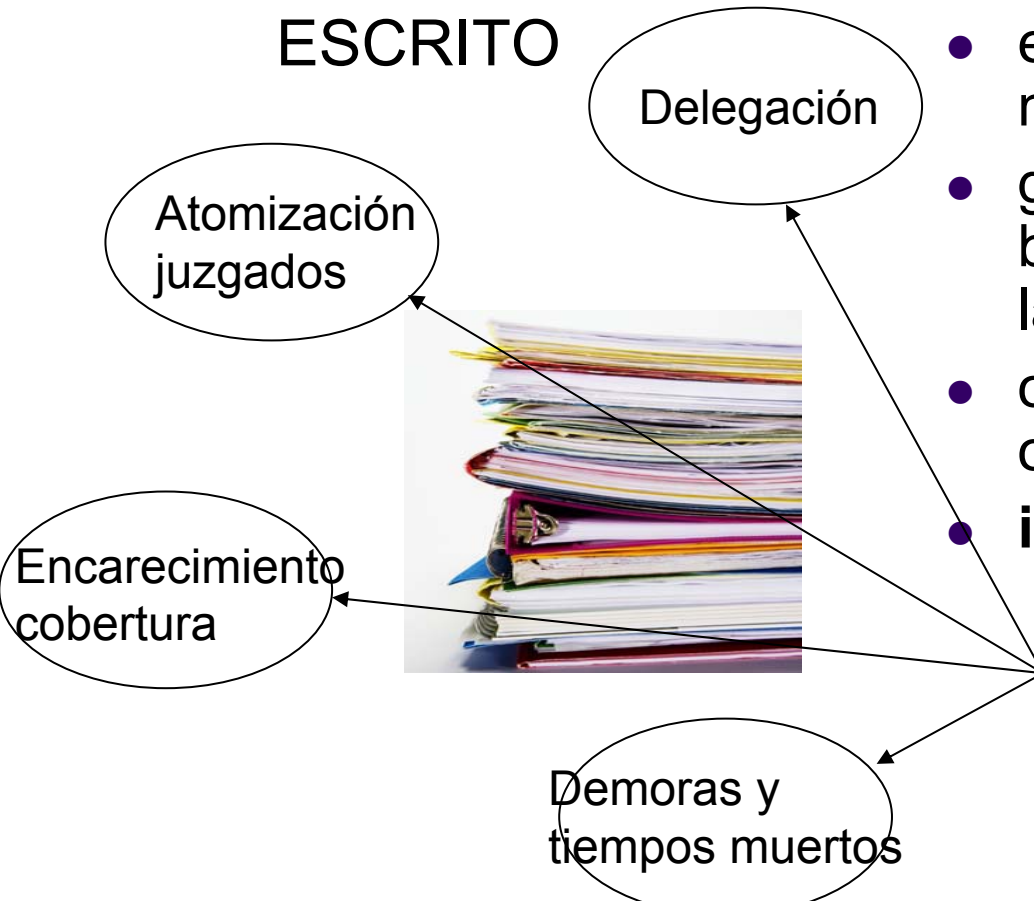 ESCRITO
Delegación
Atomización
juzgados
Encarecimiento
cobertura
Demoras y
tiempos muertos